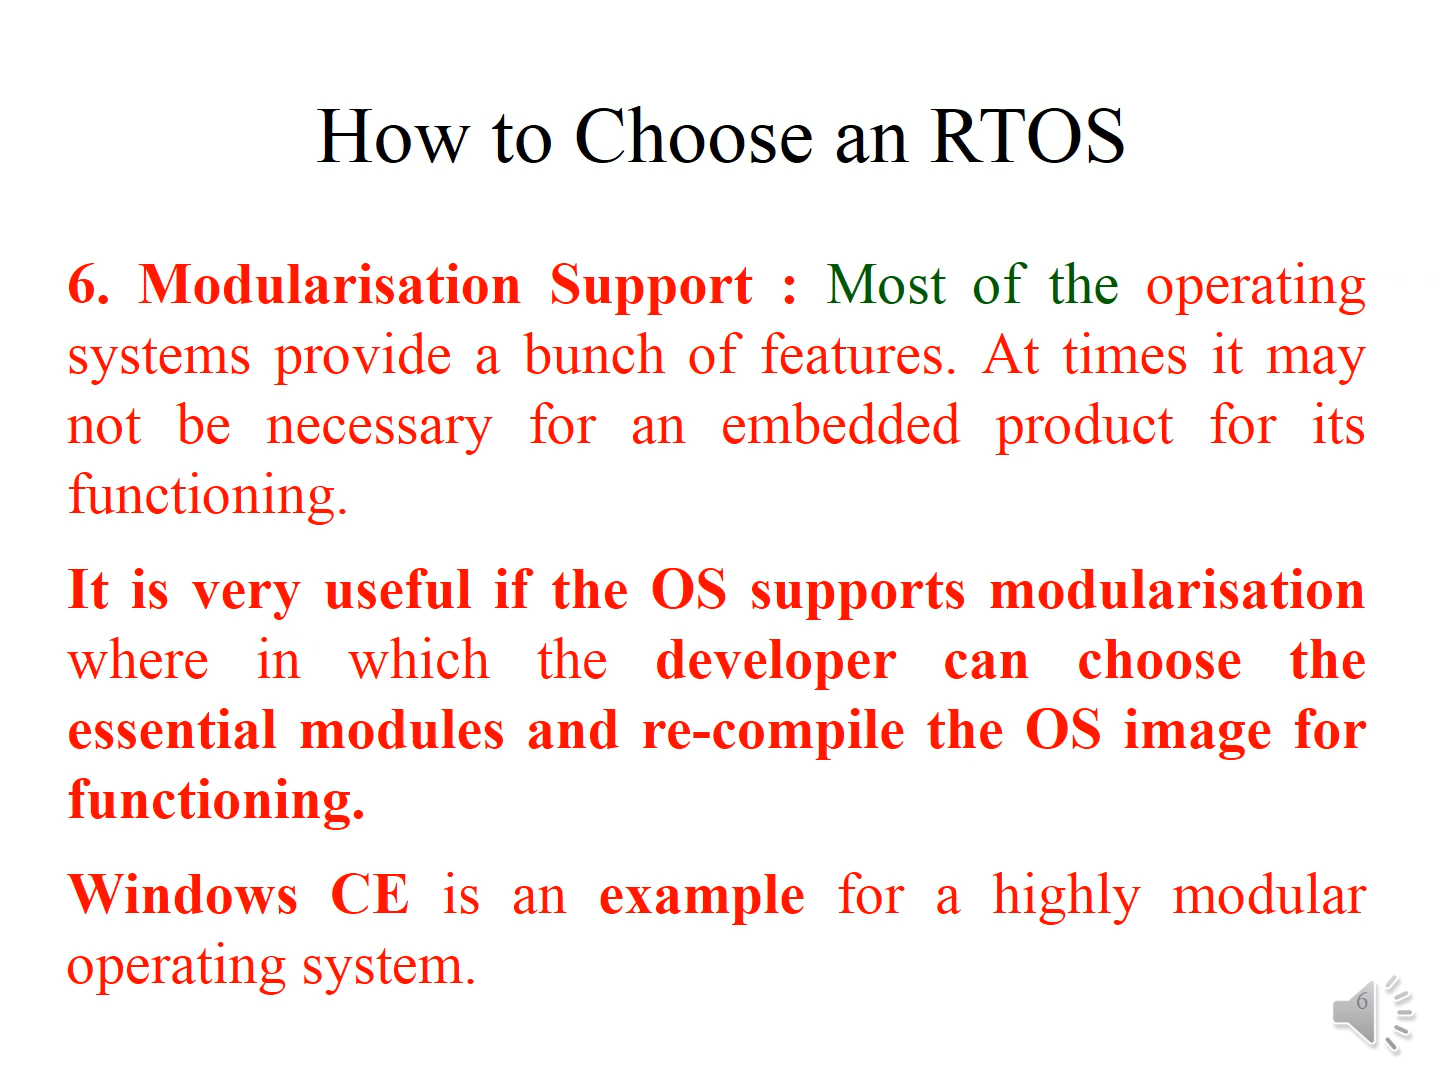 How to Choose an RTOS
6. Modularisation Support : Most of the operating
systems provide a bunch of features. At times it may
not be necessary for an embedded product for its
functioning.
It is very useful if the OS supports modularisation
where in which the developer can choose the
essential modules and re-compile the OS image for
functioning.
Windows CE is an example for a highly modular
operating system.
6